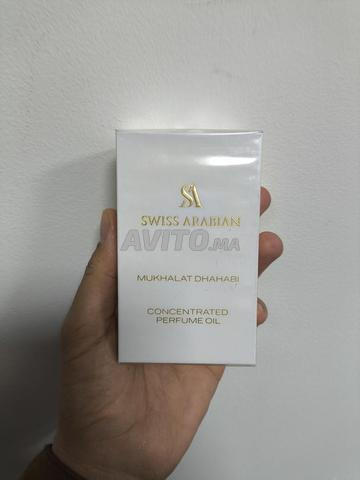 SA
SWISS ARABIAN
AVITO.MA
MUKHALAT DHAHABI
CONCENTRATED
PERFUME OIL